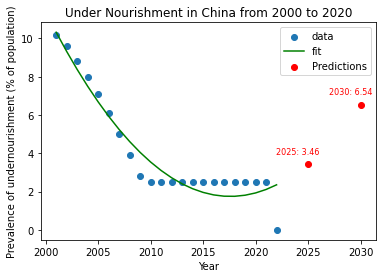 Under Nourishment in China from 2000 to 2020
Prevalence of undernourishment (% of population)
10
8
6
4
2
0
data
fit
Predictions
2030: 6.54
2025: 3.46
2000
2005
2010
2015
2020
2025
2030
Year